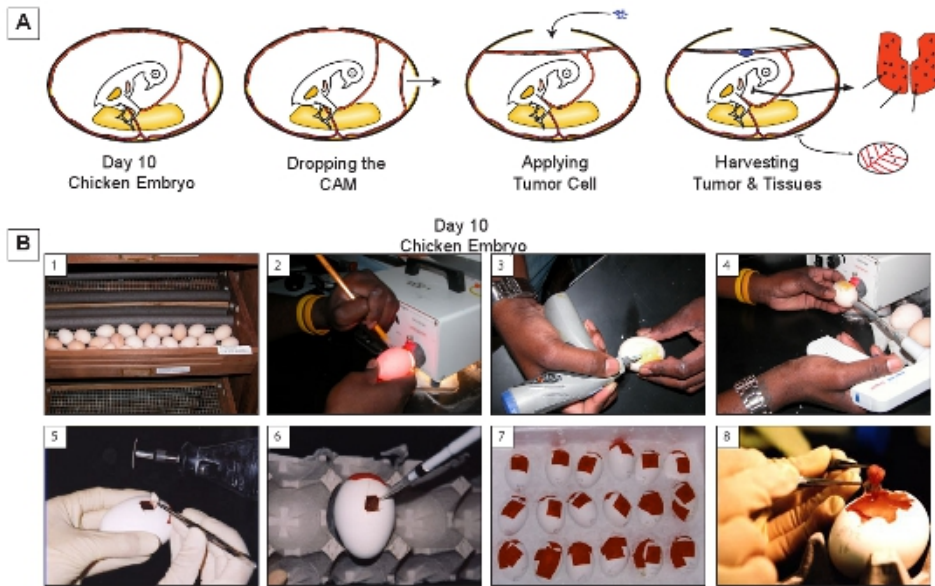 A
Day 10
Chicken Embryo
Dropping the
CAM
Applying
Tumor Cell
Harvesting
Tumor & Tissues
B
Day 10
Chicken Embryo
1
2
3
4
5
6
7
8